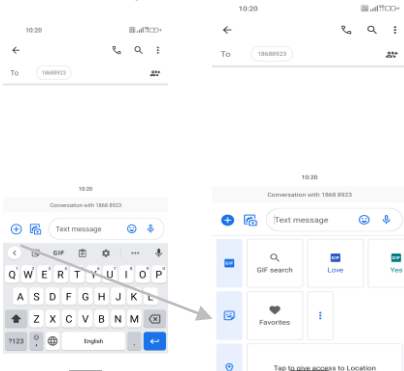 10:20
To 18688923
10:20
Conversation with 1868 8923
Text message
GIF
Q W E R T Y U I O P
A S D F G H J K L
Z X C V B N M
?123 , English .
10:20
To 18688923
10:20
Conversation with 1868 8923
Text message
GIF GIF search GIF Love GIF Yes
Favorites
Tap to give access to Location